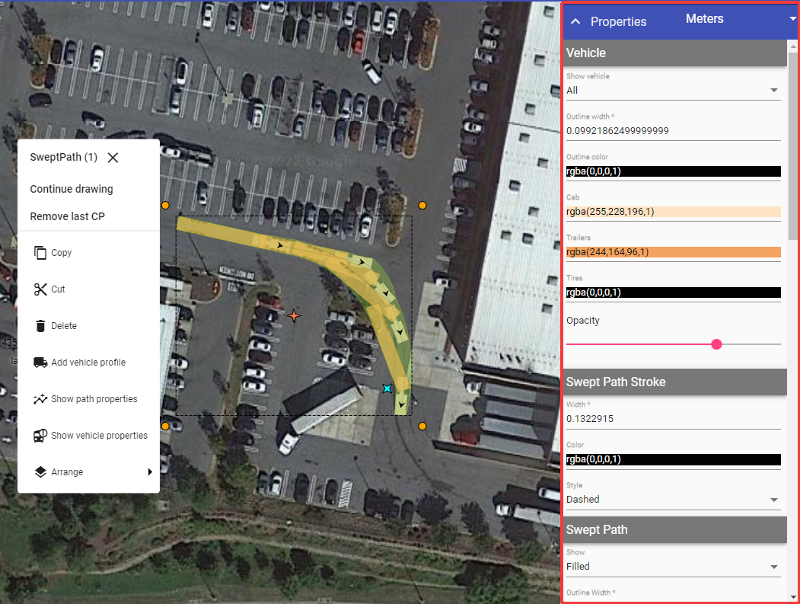 SweptPath (1)
Continue drawing
Remove last CP
Copy
Cut
Delete
Add vehicle profile
Show path properties
Show vehicle properties
Arrange
Properties
Meters
Vehicle
Show vehicle
All
Outline width *
0.09921862499999999
Outline color
rgba(0,0,0,1)
Cab
rgba(255,228,196,1)
Trailers
rgba(244,164,96,1)
Tires
rgba(0,0,0,1)
Opacity
Swept Path Stroke
Width *
0.1322915
Color
rgba(0,0,0,1)
Style
Dashed
Swept Path
Show
Filled
Outline Width *